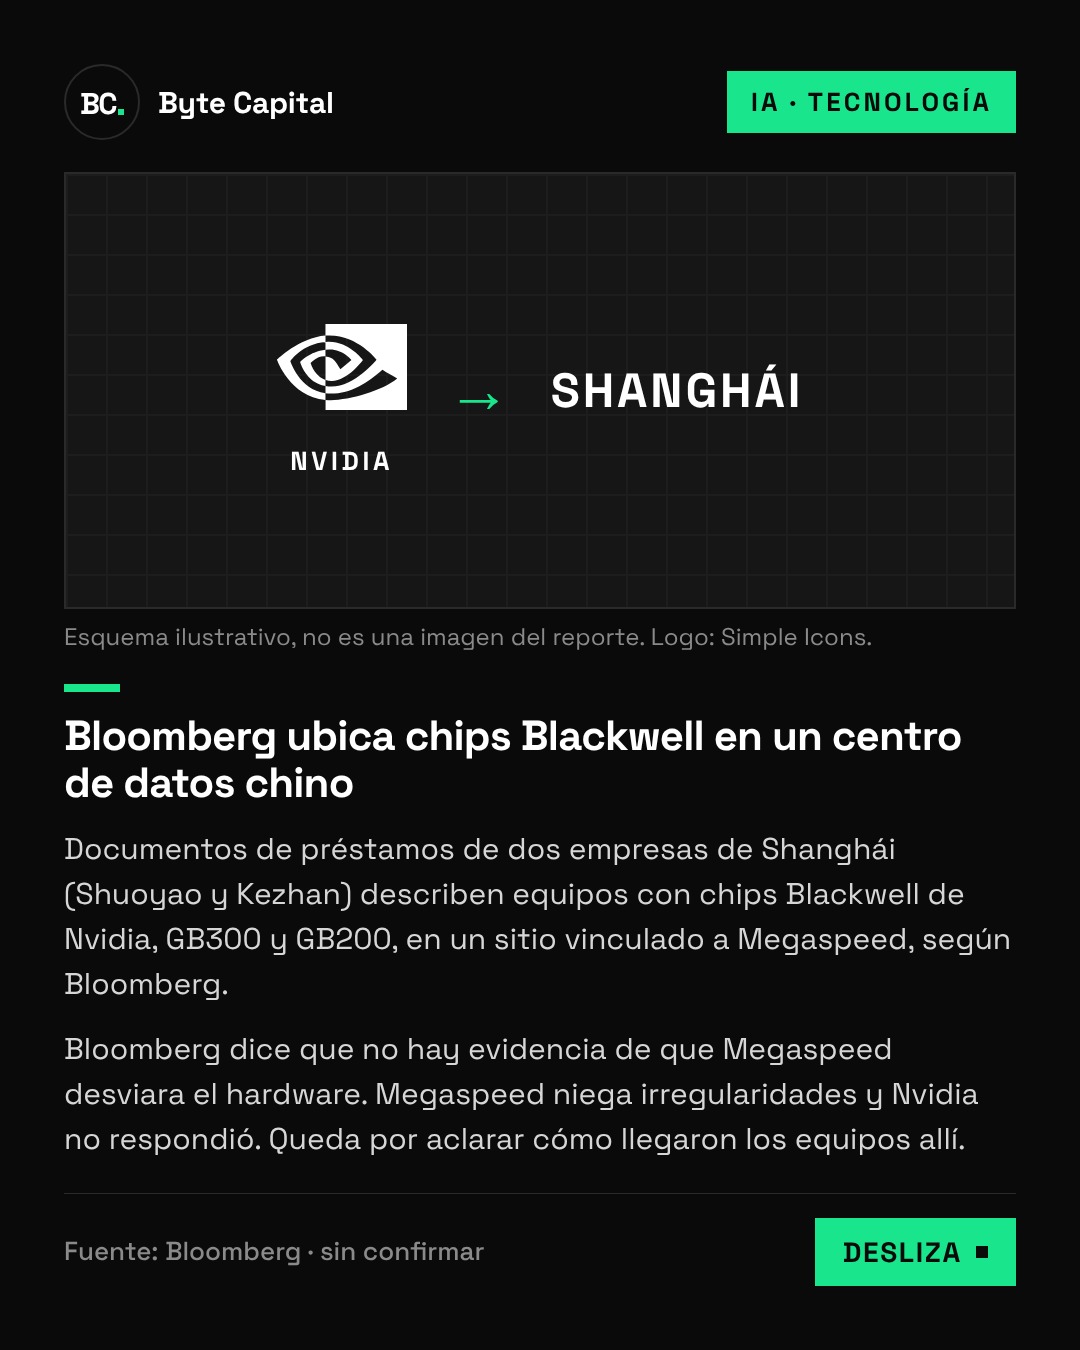 BC.
Byte Capital
IA · TECNOLOGÍA
NVIDIA
→
SHANGHÁI
Esquema ilustrativo, no es una imagen del reporte. Logo: Simple Icons.
Bloomberg ubica chips Blackwell en un centro
de datos chino
Documentos de préstamos de dos empresas de Shanghái
(Shuoyao y Kezhan) describen equipos con chips Blackwell de
Nvidia, GB300 y GB200, en un sitio vinculado a Megaspeed, según
Bloomberg.
Bloomberg dice que no hay evidencia de que Megaspeed
desviara el hardware. Megaspeed niega irregularidades y Nvidia
no respondió. Queda por aclarar cómo llegaron los equipos allí.
Fuente: Bloomberg · sin confirmar
DESLIZA